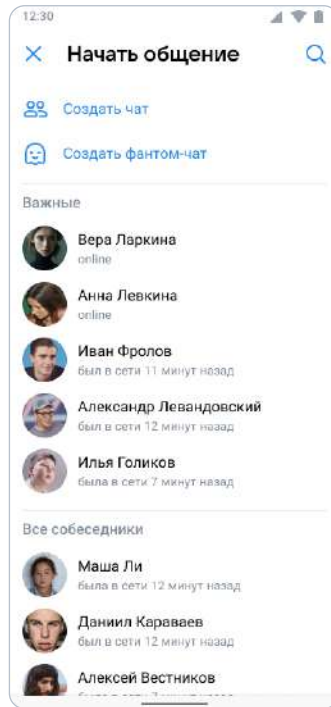 12:30
Начать общение
Создать чат
Создать фантом-чат
Важные
Вера Ларкина
online
Анна Левкина
online
Иван Фролов
был в сети 11 минут назад
Александр Левандовский
был в сети 12 минут назад
Илья Голиков
была в сети 7 минут назад
Все собеседники
Маша Ли
была в сети 12 минут назад
Даниил Караваев
был в сети 12 минут назад
Алексей Вестников